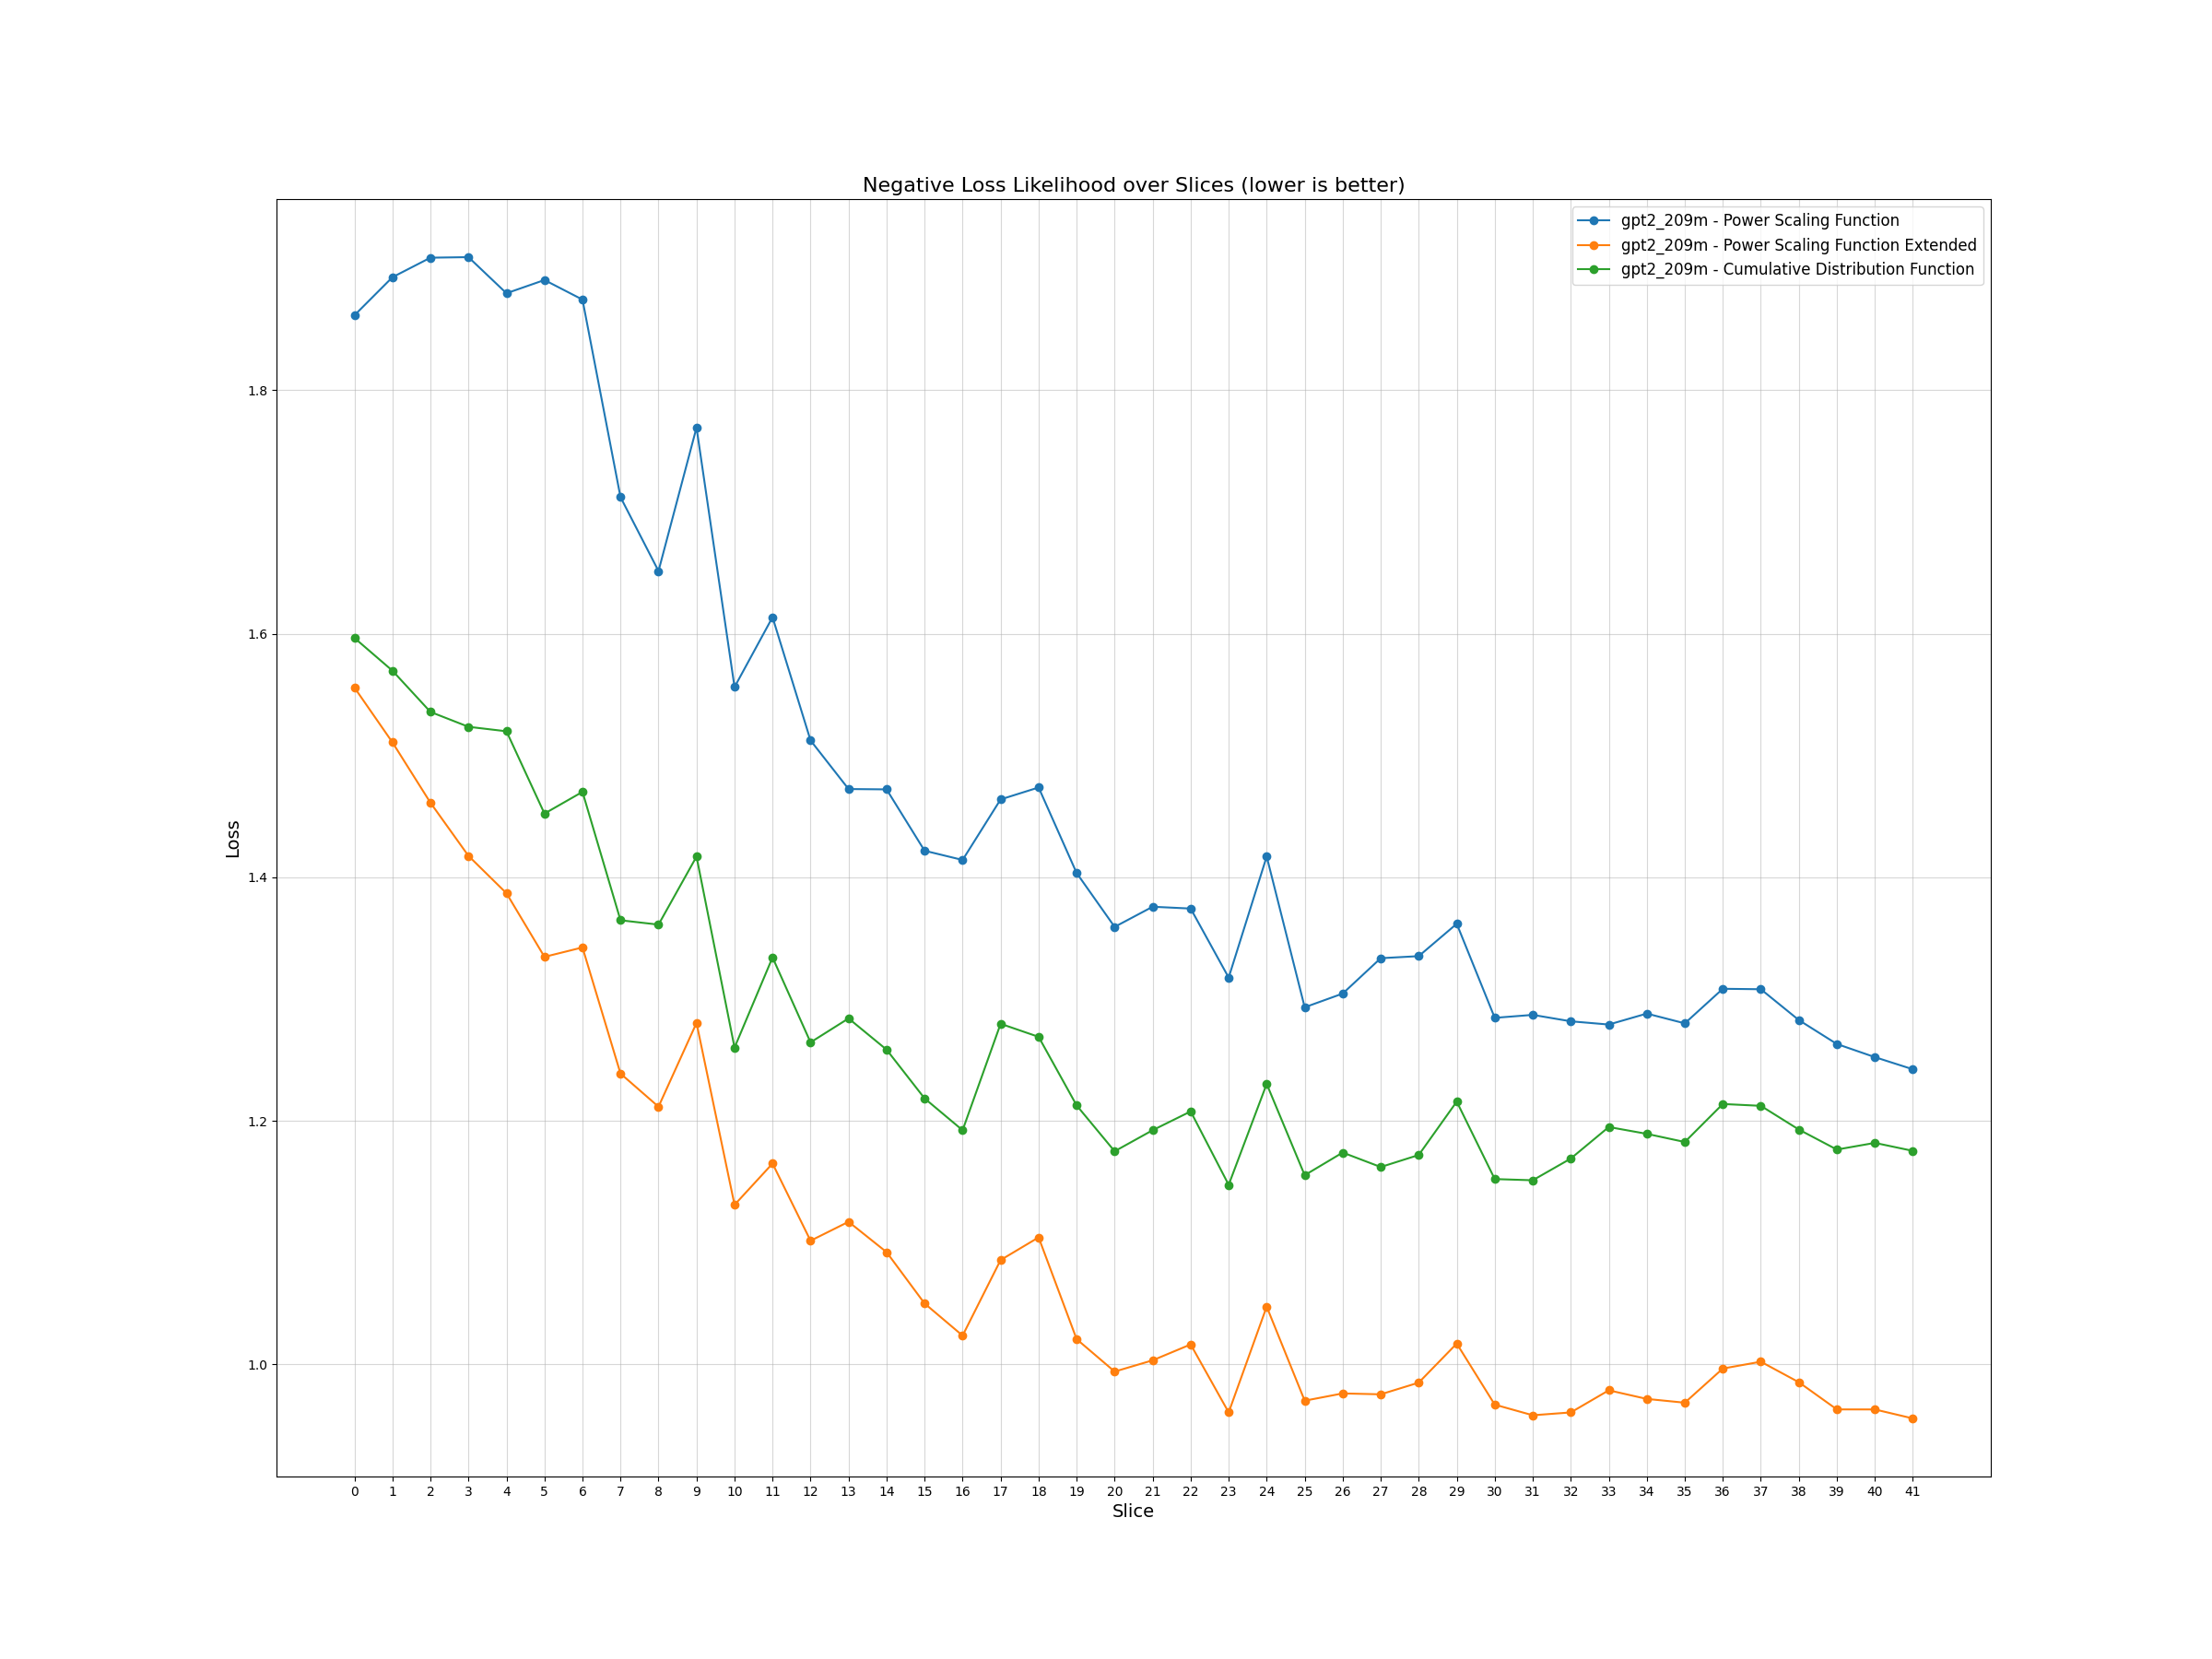 Negative Loss Likelihood over Slices (lower is better)
gpt2_209m - Power Scaling Function
gpt2_209m - Power Scaling Function Extended
gpt2_209m - Cumulative Distribution Function
1.8
1.6
1.4
1.2
1.0
Loss
0 1 2 3 4 5 6 7 8 9 10 11 12 13 14 15 16 17 18 19 20 21 22 23 24 25 26 27 28 29 30 31 32 33 34 35 36 37 38 39 40 41
Slice